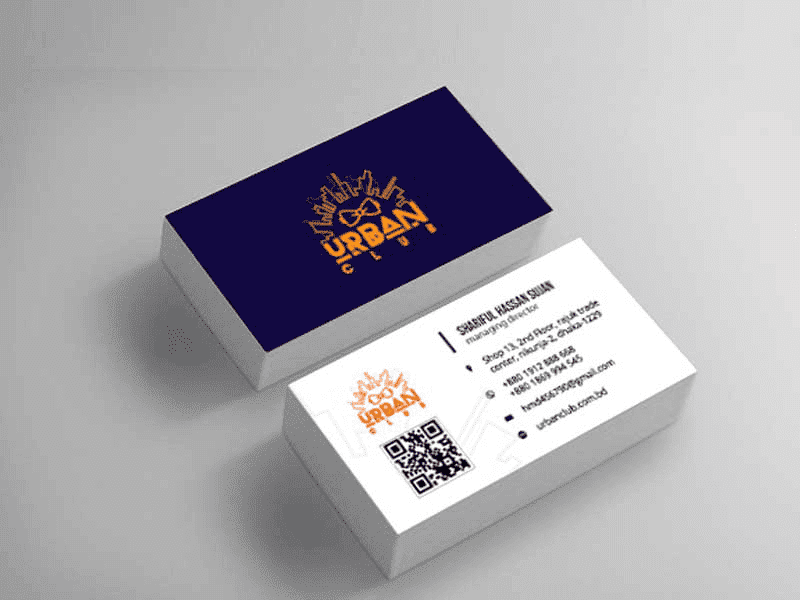 URBAN
CLUB
SHARIFUL HASSAN SUJAN
managing director
Shop 13, 2nd Floor, rajuk trade
center, nikunja-2, dhaka-1229
+880 1912 888 668
+880 1869 994 545
hmd456790@gmail.com
urbanclub.com.bd
URBAN
CLUB